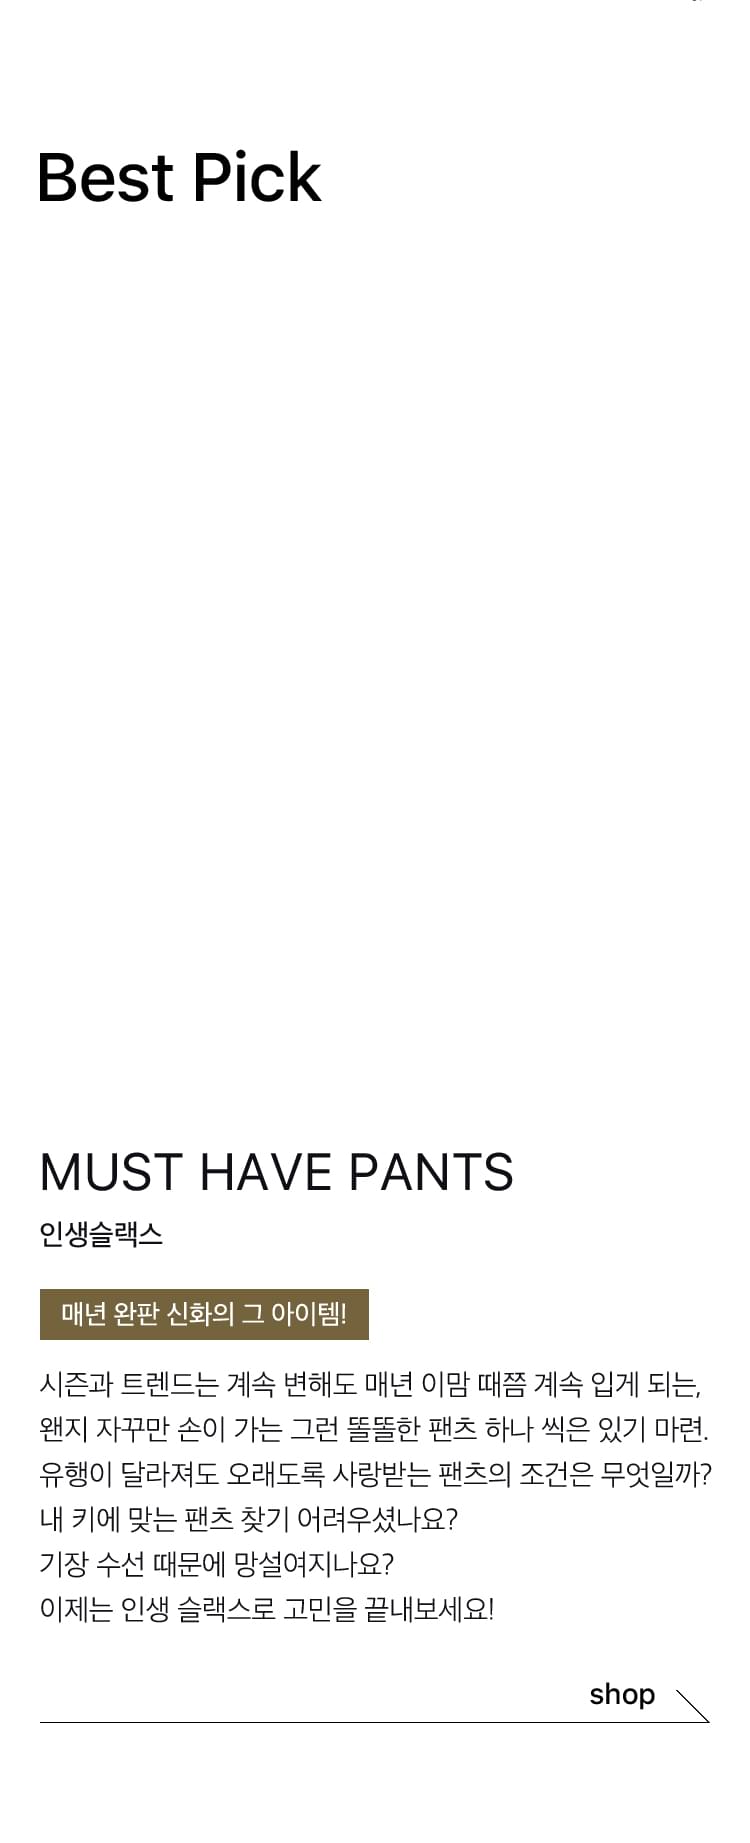 Best Pick
MUST HAVE PANTS
인생슬랙스
매년 완판 신화의 그 아이템!
시즌과 트렌드는 계속 변해도 매년 이맘 때쯤 계속 입게 되는,
왠지 자꾸만 손이 가는 그런 똘똘한 팬츠 하나 씩은 있기 마련.
유행이 달라져도 오래도록 사랑받는 팬츠의 조건은 무엇일까?
내 키에 맞는 팬츠 찾기 어려우셨나요?
기장 수선 때문에 망설여지나요?
이제는 인생 슬랙스로 고민을 끝내보세요!
shop